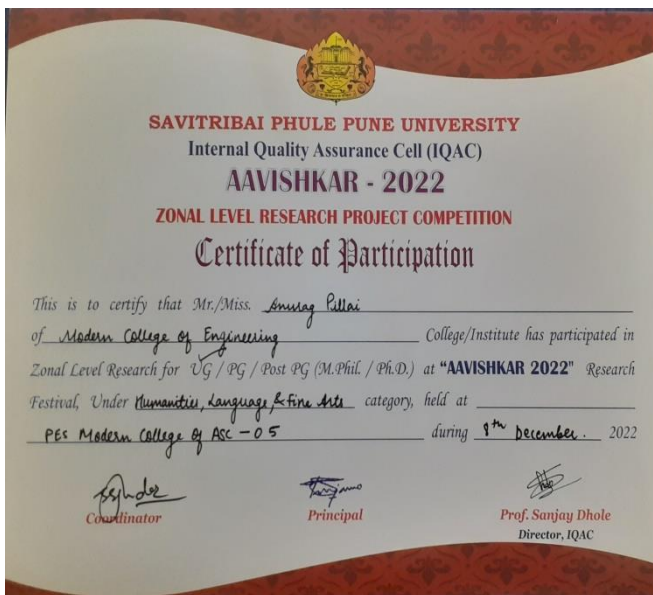 SAVITRIBAI PHULE PUNE UNIVERSITY
Internal Quality Assurance Cell (IQAC)
AAVISHKAR - 2022
ZONAL LEVEL RESEARCH PROJECT COMPETITION
Certificate of Participation
This is to certify that Mr./Miss. Anurag Pillai
of Modern College of Engineering College/Institute has participated in
Zonal Level Research for UG / PG / Post PG (M.Phil. / Ph.D.) at "AAVISHKAR 2022" Research
Festival, Under Humanities, Language, & Fine Arts category, held at
PEs Modern College of ASC - 05 during 8th December. 2022
Coordinator Principal Prof. Sanjay Dhole
Director, IQAC